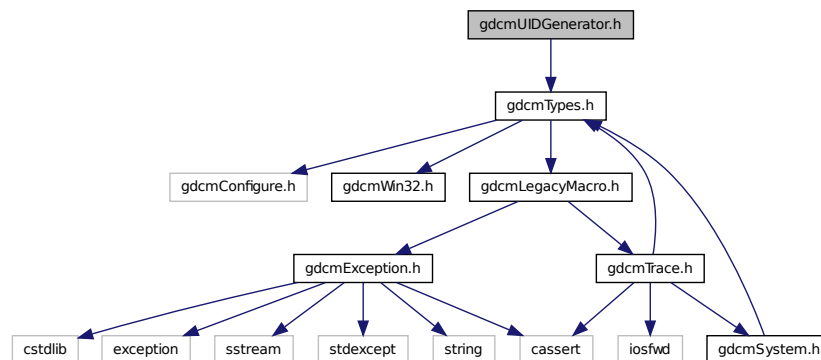 gdcmUIDGenerator.h
gdcmTypes.h
gdcmConfigure.h
gdcmWin32.h
gdcmLegacyMacro.h
gdcmException.h
gdcmTrace.h
cstdlib
exception
sstream
stdexcept
string
cassert
iosfwd
gdcmSystem.h